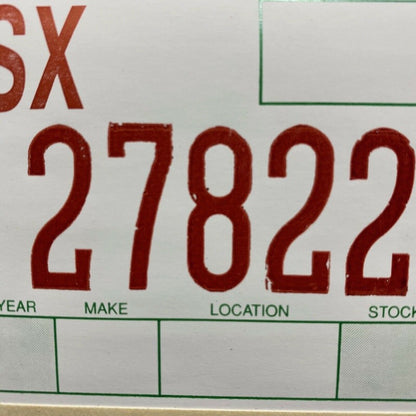 SX
27822
YEAR MAKE LOCATION STOCK